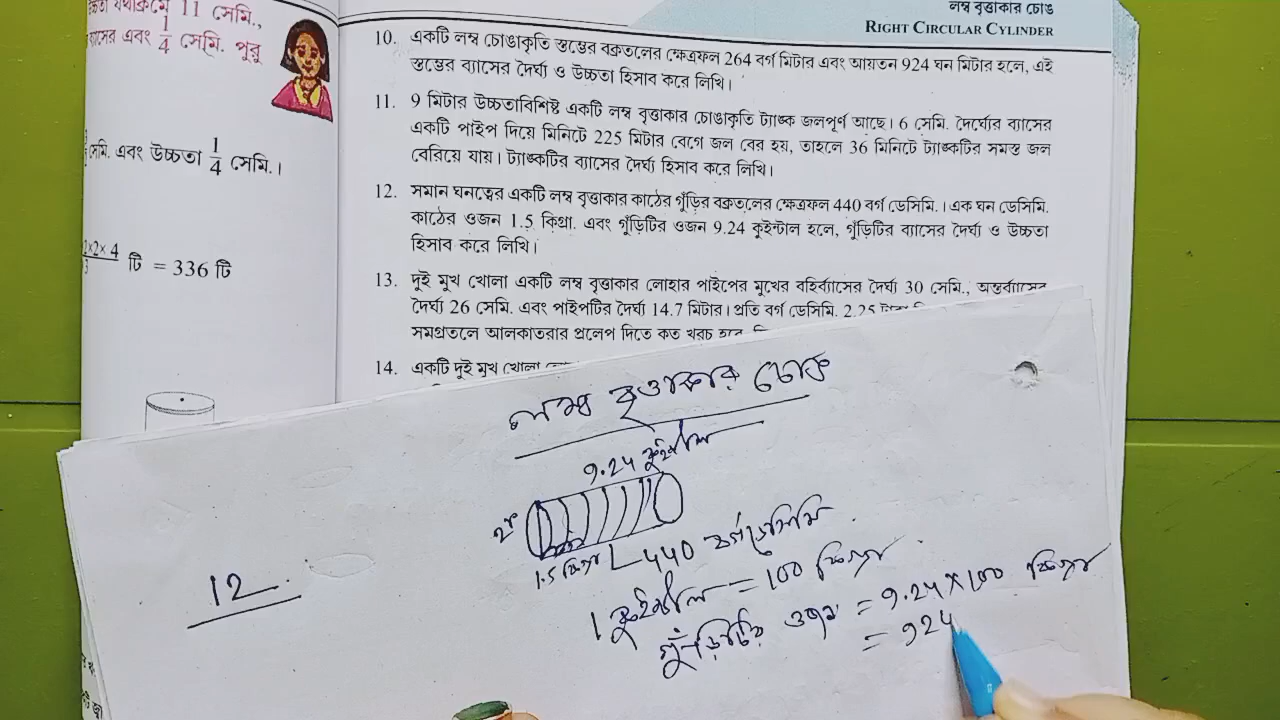 লম্ব বৃত্তাকার চোঙ
RIGHT CIRCULAR CYLINDER
যথাক্রমে 11 সেমি.,
ব্যাসের এবং 1/4 সেমি. পুরু
সেমি. এবং উচ্চতা 1/4 সেমি.।
2×2×4
3 টি = 336 টি
10. একটি লম্ব চোঙাকৃতি স্তম্ভের বক্রতলের ক্ষেত্রফল 264 বর্গ মিটার এবং আয়তন 924 ঘন মিটার হলে, এই
স্তম্ভের ব্যাসের দৈর্ঘ্য ও উচ্চতা হিসাব করে লিখি।
11. 9 মিটার উচ্চতাবিশিষ্ট একটি লম্ব বৃত্তাকার চোঙাকৃতি ট্যাঙ্ক জলপূর্ণ আছে। 6 সেমি. দৈর্ঘ্যের ব্যাসের
একটি পাইপ দিয়ে মিনিটে 225 মিটার বেগে জল বের হয়, তাহলে 36 মিনিটে ট্যাঙ্কটির সমস্ত জল
বেরিয়ে যায়। ট্যাঙ্কটির ব্যাসের দৈর্ঘ্য হিসাব করে লিখি।
12. সমান ঘনত্বের একটি লম্ব বৃত্তাকার কাঠের গুঁড়ির বক্রতলের ক্ষেত্রফল 440 বর্গ ডেসিমি.। এক ঘন ডেসিমি.
কাঠের ওজন 1.5 কিগ্রা. এবং গুঁড়িটির ওজন 9.24 কুইন্টাল হলে, গুঁড়িটির ব্যাসের দৈর্ঘ্য ও উচ্চতা
হিসাব করে লিখি।
13. দুই মুখ খোলা একটি লম্ব বৃত্তাকার লোহার পাইপের মুখের বহির্ব্যাসের দৈর্ঘ্য 30 সেমি., অন্তর্ব্যাসের
দৈর্ঘ্য 26 সেমি. এবং পাইপটির দৈর্ঘ্য 14.7 মিটার। প্রতি বর্গ ডেসিমি. 2.25 টাকা
সমগ্রতলে আলকাতরার প্রলেপ দিতে কত খরচ হবে
14. একটি দুই মুখ খোলা
লম্ব বৃত্তাকার চোঙ
9.24 কুইন্টাল
2r
1.5 কিগ্রা 440 বর্গডেসিমি
12.
1 কুইন্টাল = 100 কিগ্রা
গুঁড়িটির ওজন = 9.24 × 100 কিগ্রা
= 924